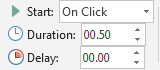 Start: On Click
Duration: 00.50
Delay: 00.00